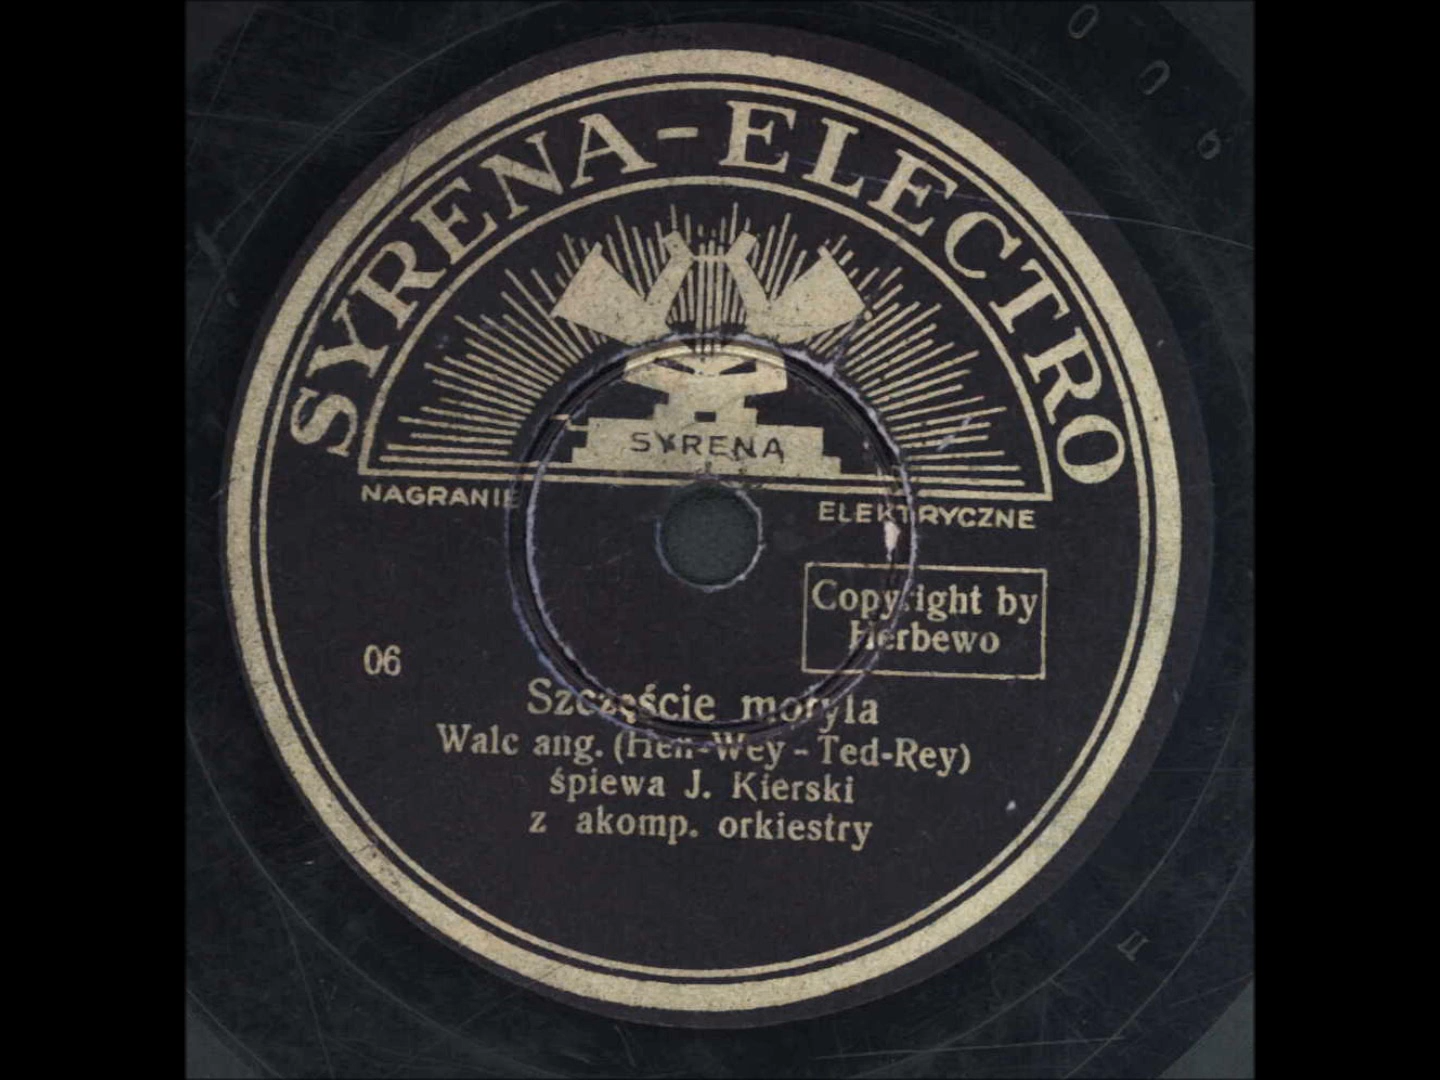 SYRENA-ELECTRO
SYRENA
NAGRANIE ELEKTRYCZNE
Copyright by
Herbewo
06
Szczęście motyla
Walc ang. (Hen-Wey - Ted-Rey)
śpiewa J. Kierski
z akomp. orkiestry